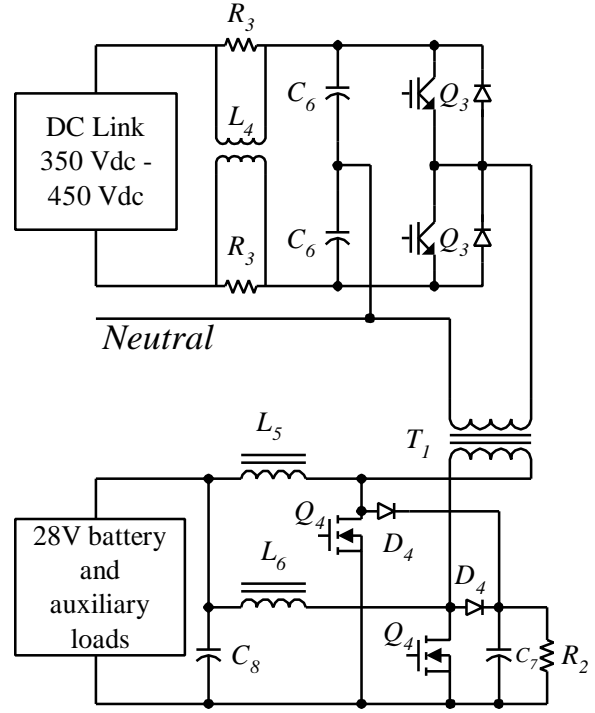 R3
DC Link
350 Vdc -
450 Vdc
L4
C6
Q3
R3
C6
Q3
Neutral
T1
L5
28V battery
and
auxiliary
loads
Q4
D4
L6
D4
Q4
C8
C7
R2